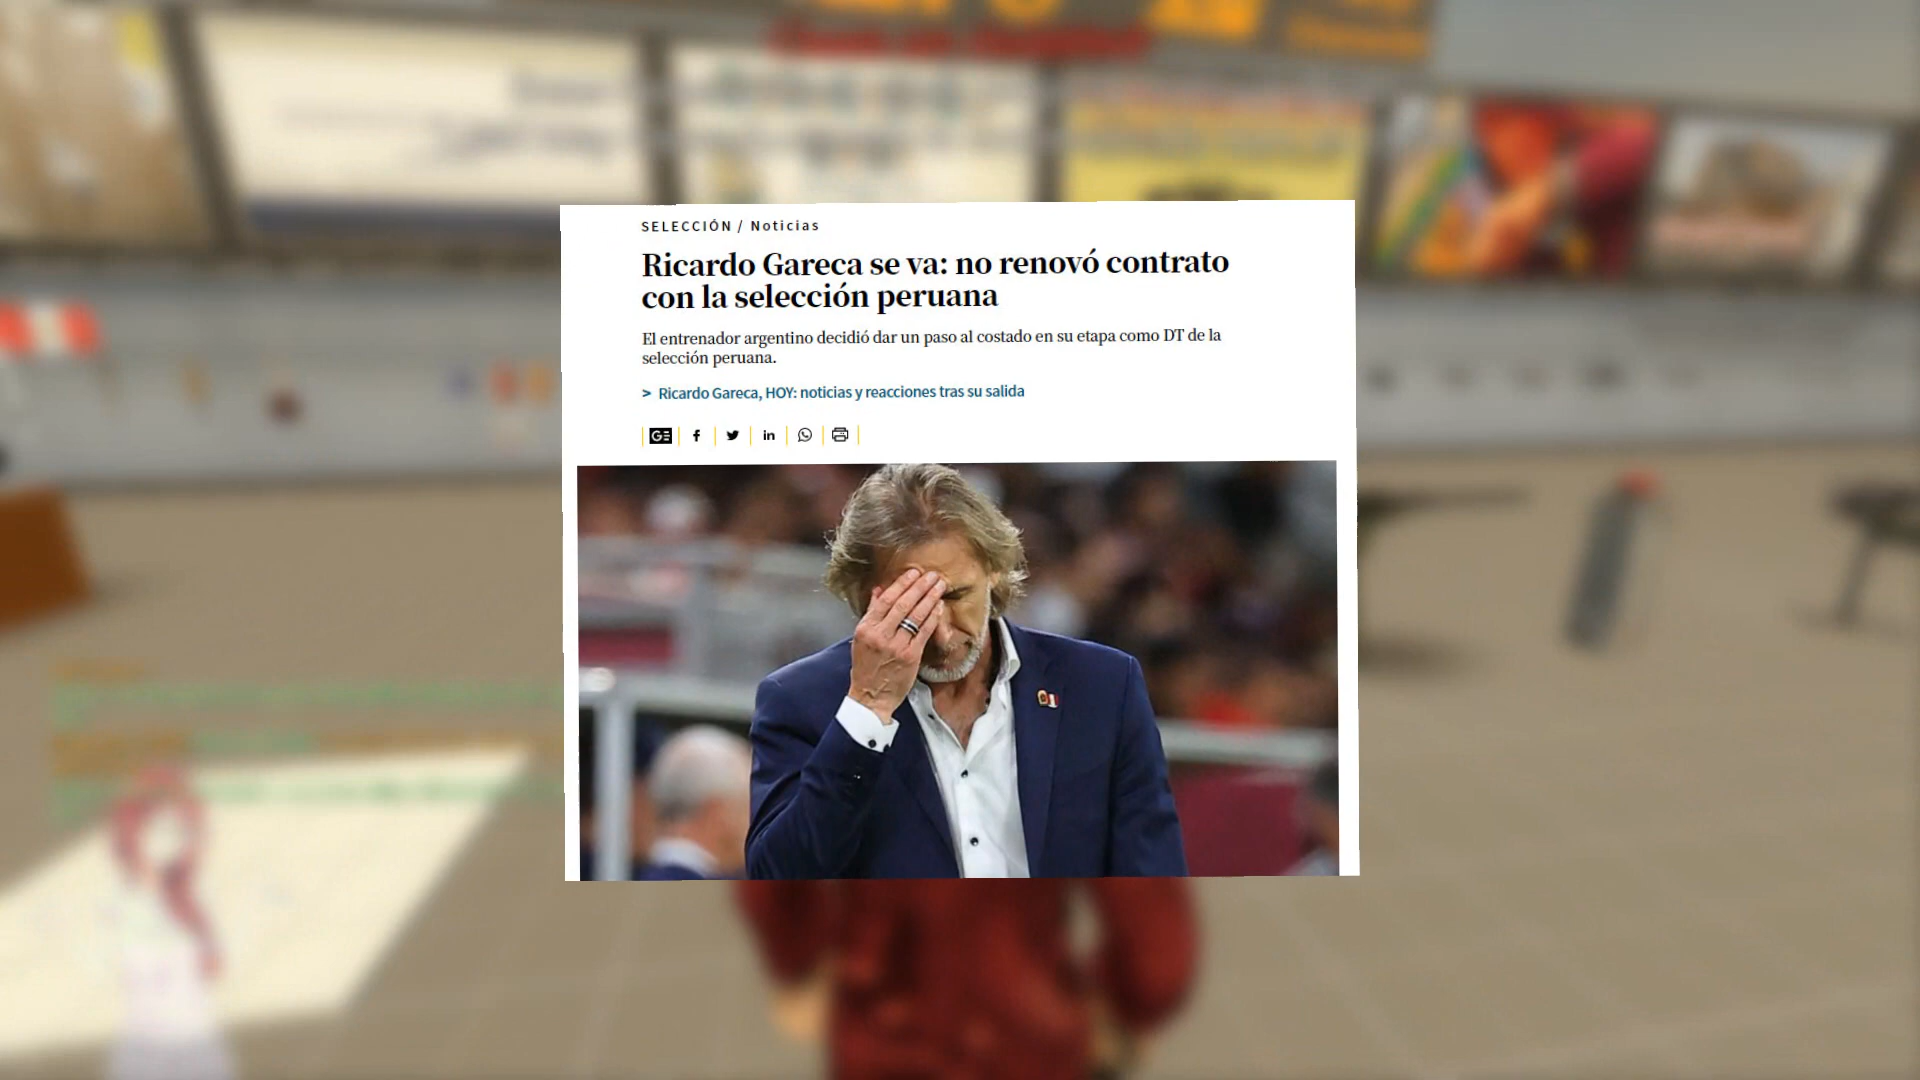 SELECCIÓN / Noticias
Ricardo Gareca se va: no renovó contrato
con la selección peruana
El entrenador argentino decidió dar un paso al costado en su etapa como DT de la
selección peruana.
> Ricardo Gareca, HOY: noticias y reacciones tras su salida
GE
f
in